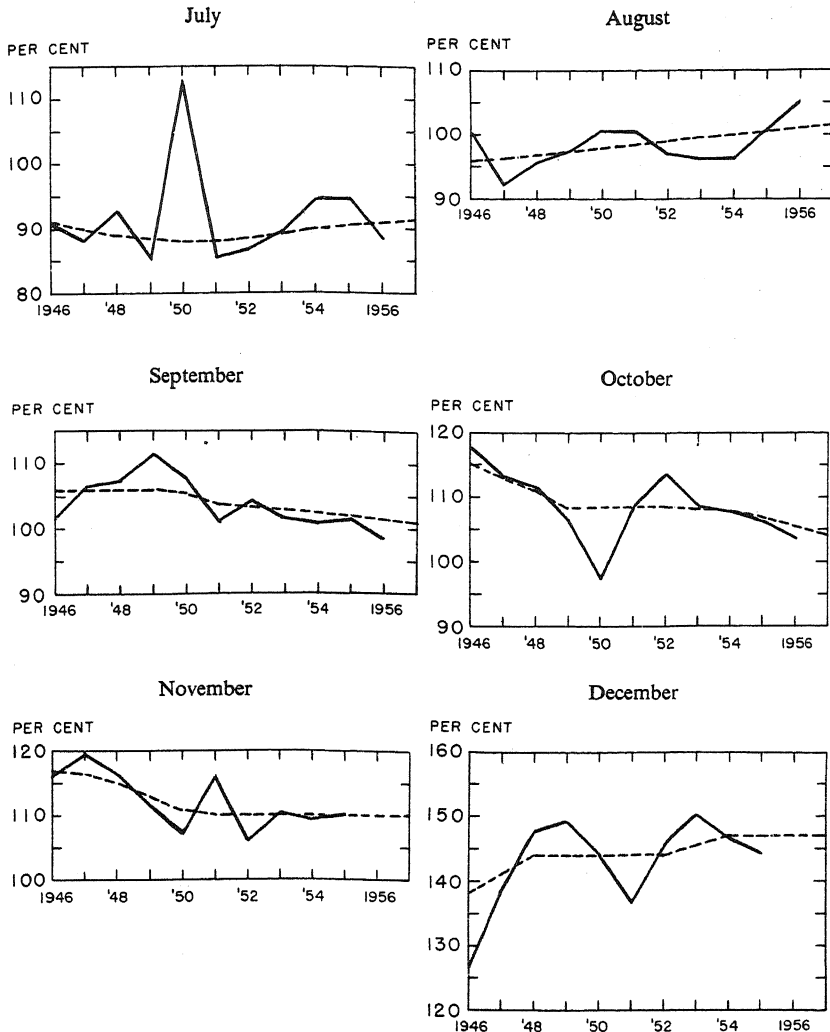 July
PER CENT
110
100
90
80
1946 '48 '50 '52 '54 1956
August
110
100
90
1946 '48 '50 '52 '54 1956
September
PER CENT
110
100
90
1946 '48 '50 '52 '54 1956
October
PER CENT
120
110
100
90
1946 '48 '50 '52 '54 1956
November
PER CENT
120
110
100
1946 '48 '50 '52 '54 1956
December
PER CENT
160
150
140
130
120
1946 '48 '50 '52 '54 1956